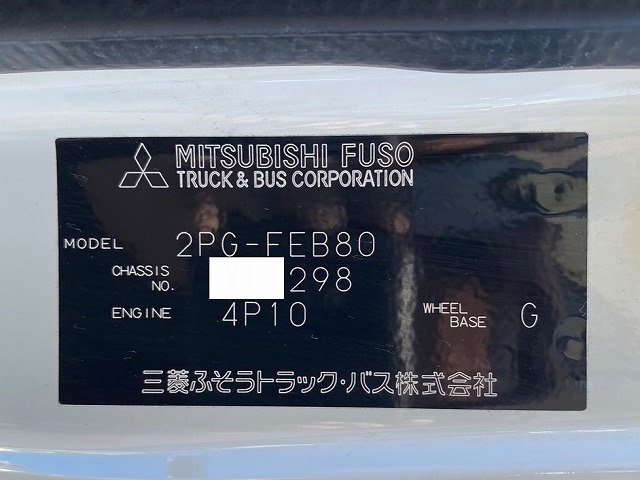 MITSUBISHI FUSO
TRUCK & BUS CORPORATION
MODEL 2PG-FEB80
CHASSIS NO. 298
ENGINE 4P10 WHEEL BASE G
三菱ふそうトラック・バス株式会社